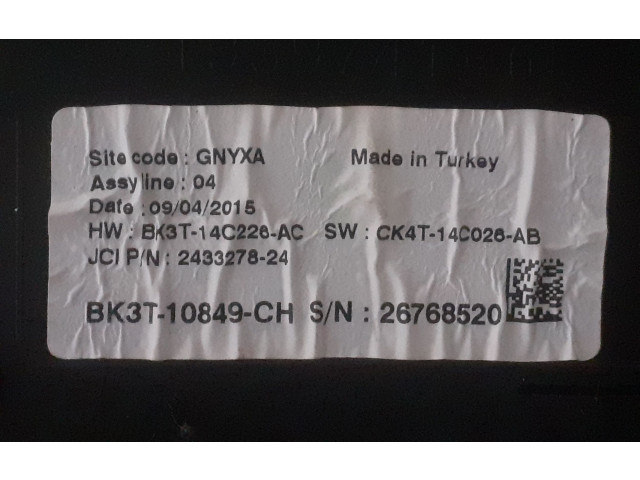 Site code : GNYXA Made in Turkey
Assy line : 04
Date : 09/04/2015
HW : BK3T-14C226-AC SW : CK4T-14C026-AB
JCI P/N : 2433278-24
BK3T-10849-CH S/N : 26768520